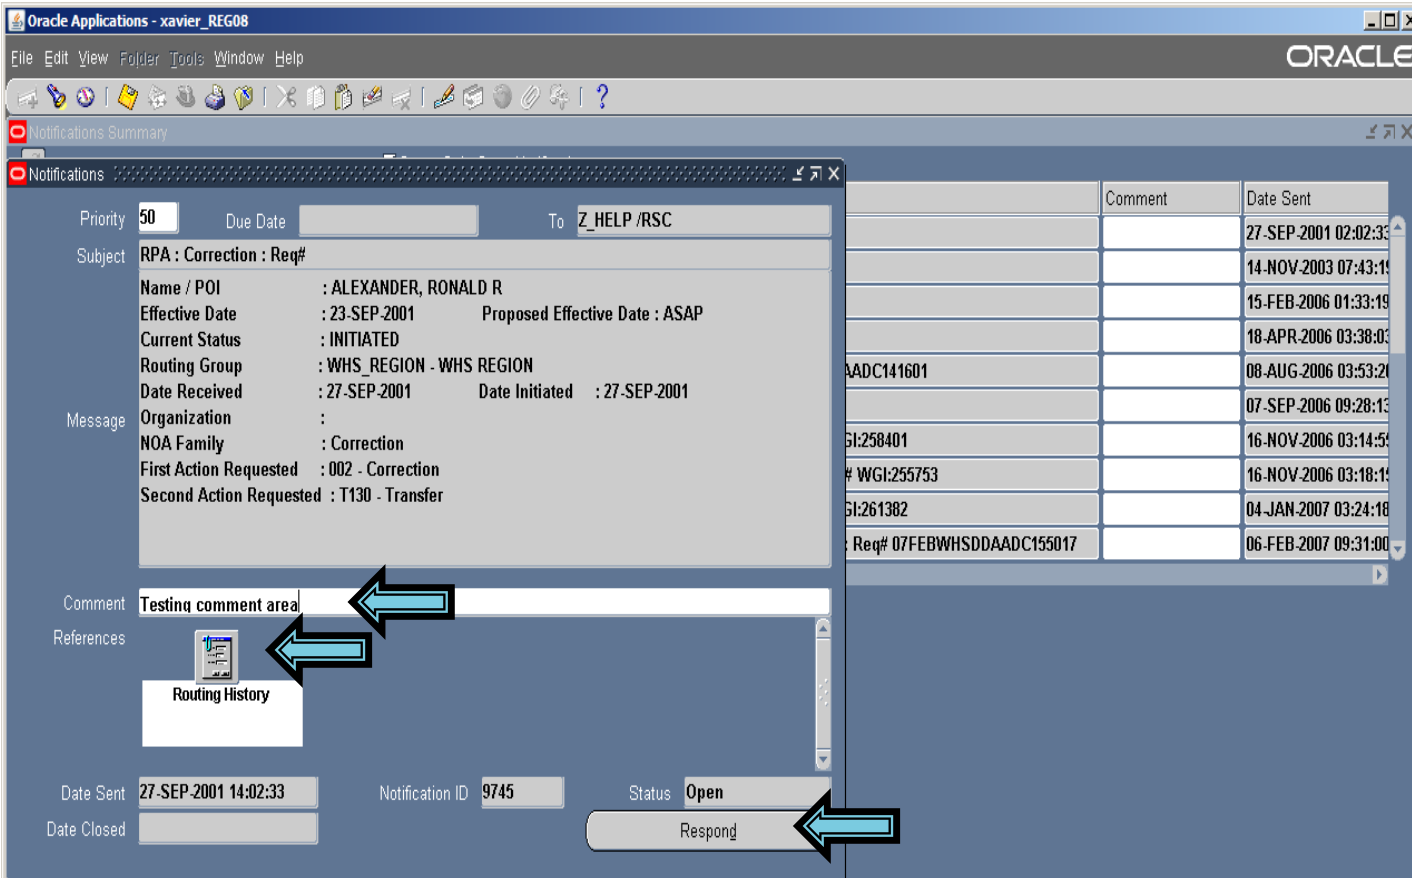 Oracle Applications - xavier_REG08
File Edit View Folder Tools Window Help
ORACLE
Notifications Summary
Notifications
Priority 50 Due Date To Z_HELP /RSC
Subject RPA : Correction : Req#
Message
Name / POI : ALEXANDER, RONALD R
Effective Date : 23-SEP-2001 Proposed Effective Date : ASAP
Current Status : INITIATED
Routing Group : WHS_REGION - WHS REGION
Date Received : 27-SEP-2001 Date Initiated : 27-SEP-2001
Organization :
NOA Family : Correction
First Action Requested : 002 - Correction
Second Action Requested : T130 - Transfer
Comment Testing comment area
References
Routing History
Date Sent 27-SEP-2001 14:02:33 Notification ID 9745 Status Open
Date Closed
Respond
Comment Date Sent
27-SEP-2001 02:02:33
14-NOV-2003 07:43:1
15-FEB-2006 01:33:19
18-APR-2006 03:38:0
AADC141601 08-AUG-2006 03:53:2
07-SEP-2006 09:28:1
GI:258401 16-NOV-2006 03:14:5
# WGI:255753 16-NOV-2006 03:18:1
GI:261382 04-JAN-2007 03:24:18
: Req# 07FEBWHSDDAADC155017 06-FEB-2007 09:31:00